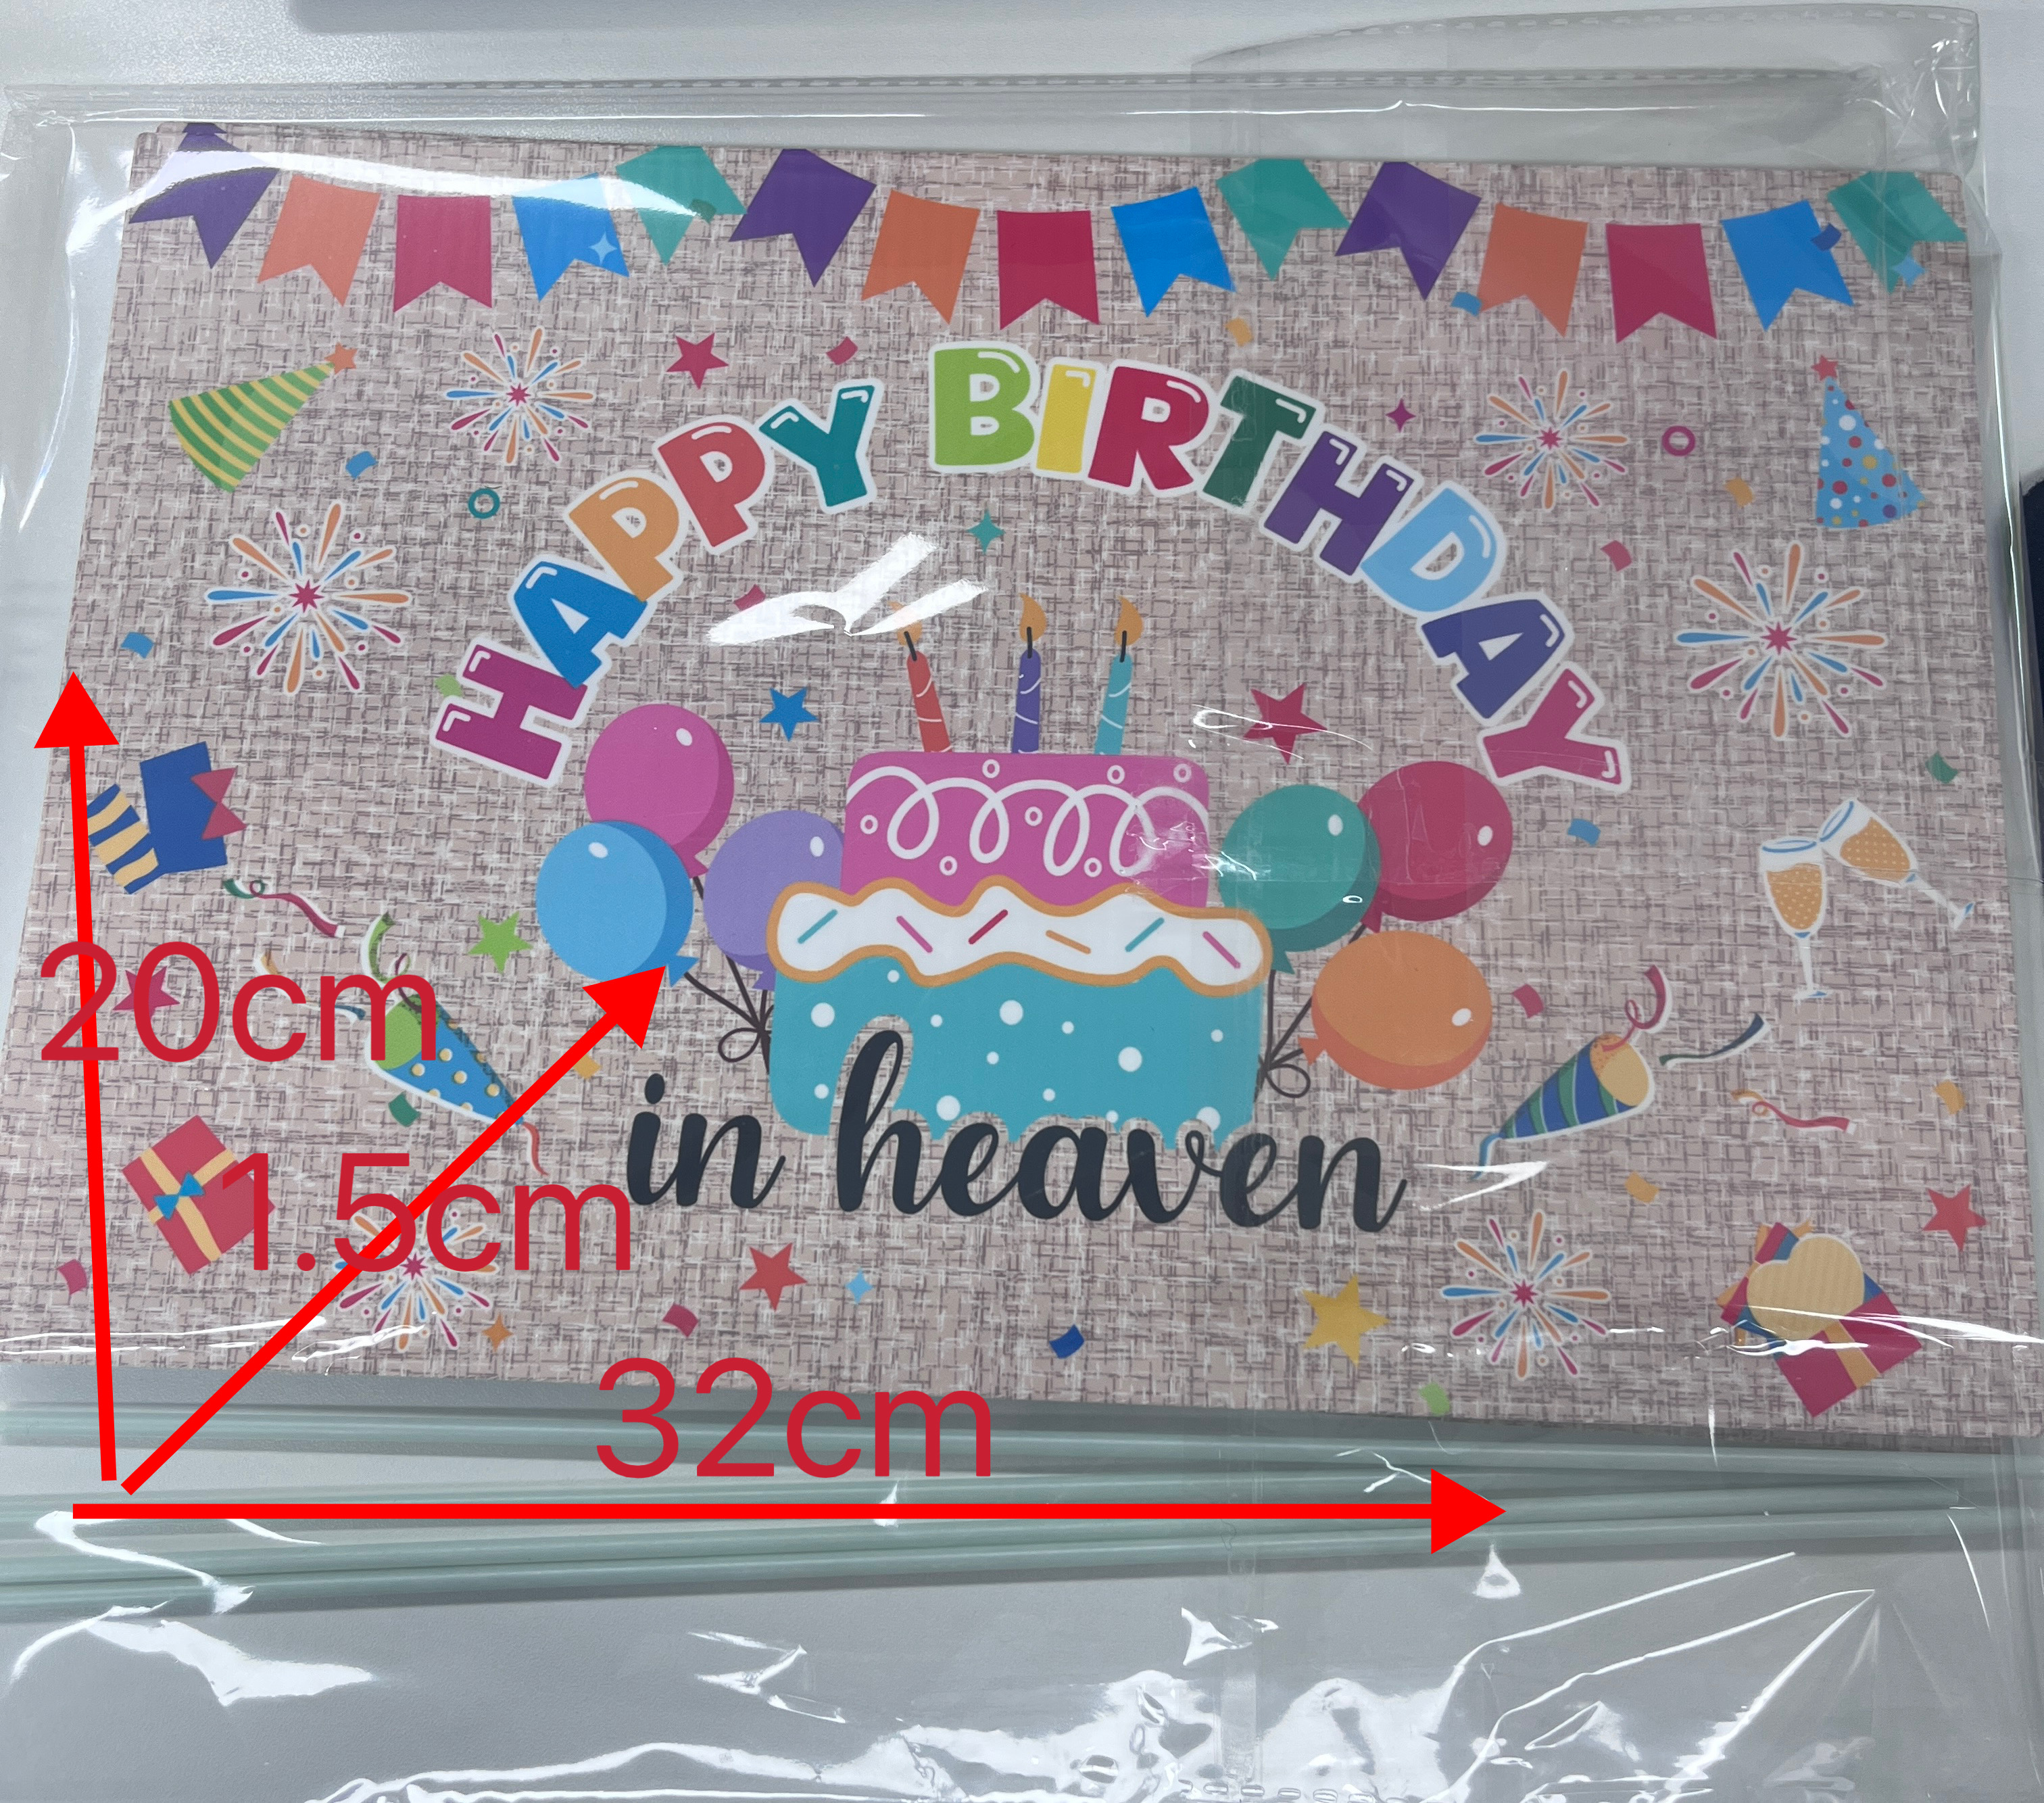 HAPPY BIRTHDAY
in heaven
20cm
1.5cm
32cm